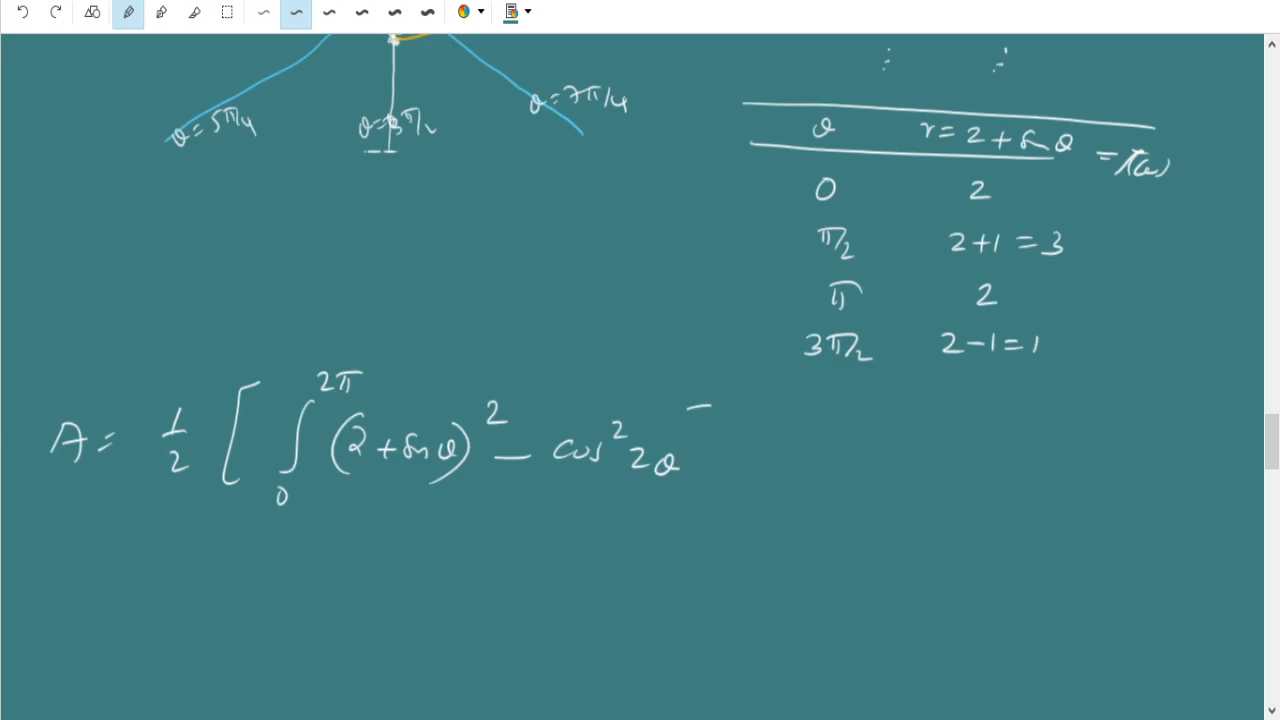 θ = 5π/4
θ = 3π/2
θ = 7π/4
θ r = 2 + sin θ = f(θ)
0 2
π/2 2+1 = 3
π 2
3π/2 2-1 = 1
A = 1/2 [ ∫₀^2π (2 + sin θ)² - cos² 2θ